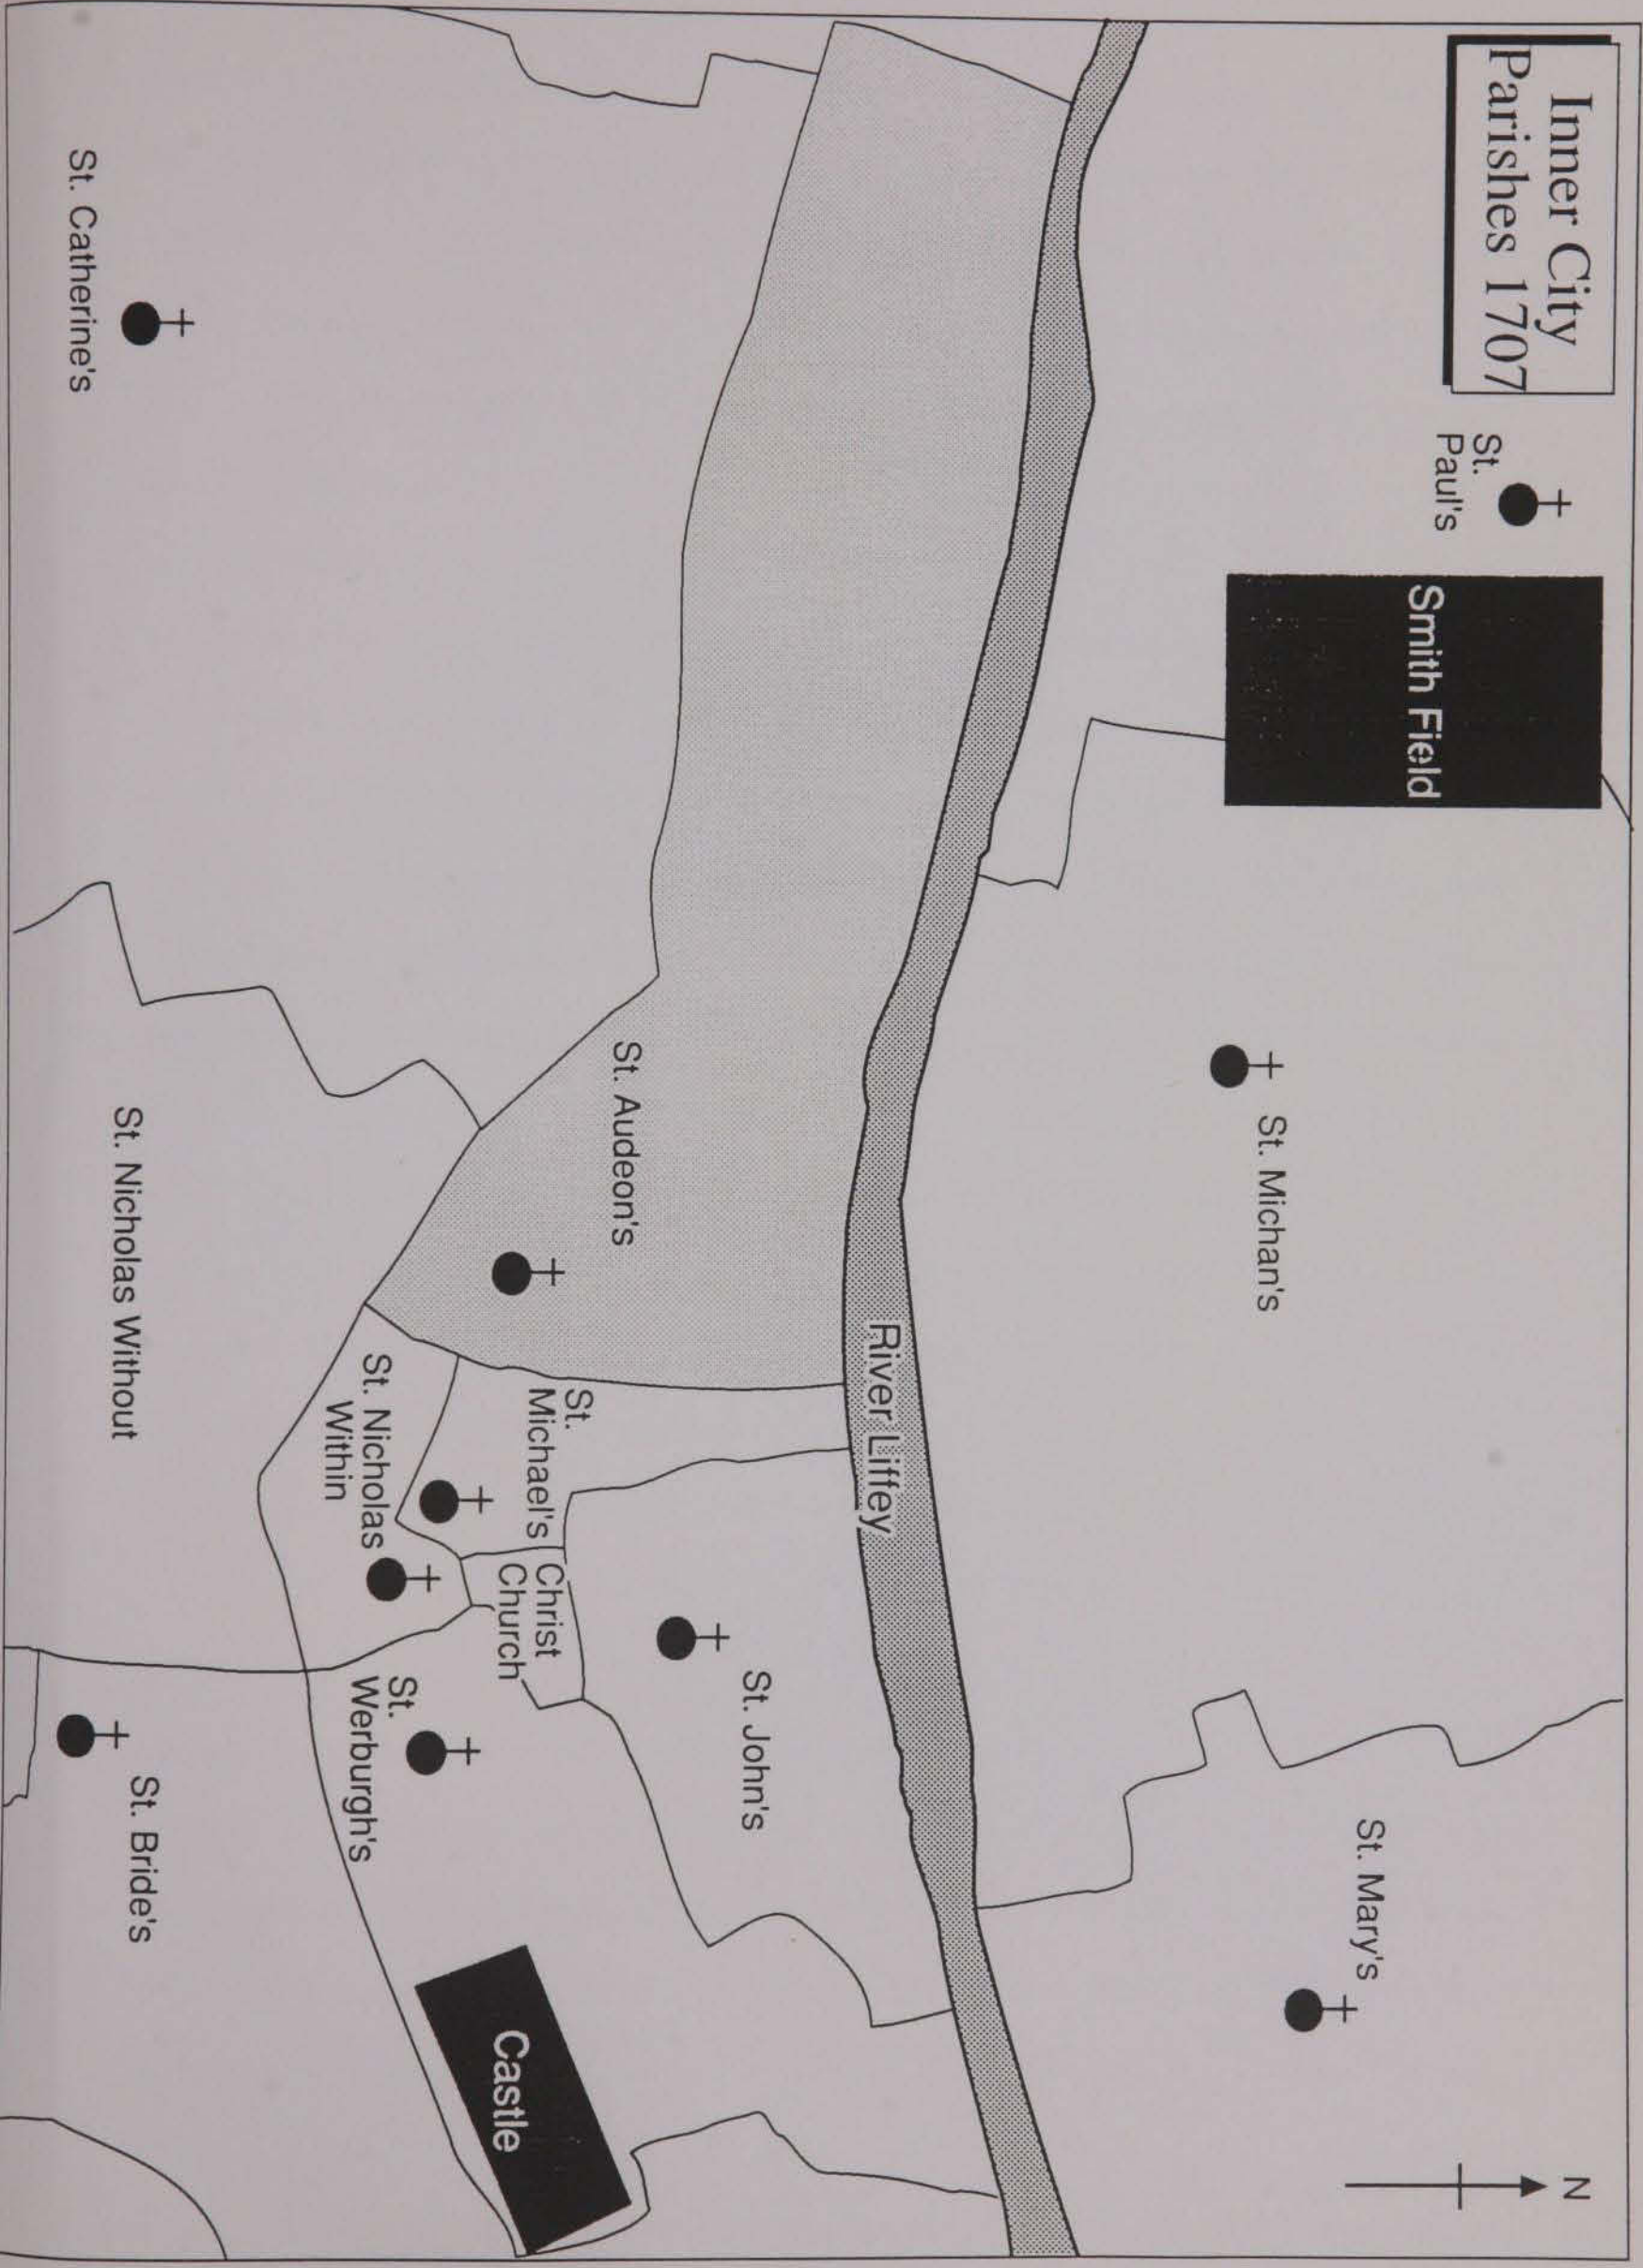 Inner City
Parishes 1707
St.
Paul's
Smith Field
St. Michan's
St. Mary's
N
River Liffey
St. Audeon's
St.
Michael's
Christ
Church
St. John's
St. Nicholas
Within
St.
Werburgh's
Castle
St. Catherine's
St. Nicholas Without
St. Bride's